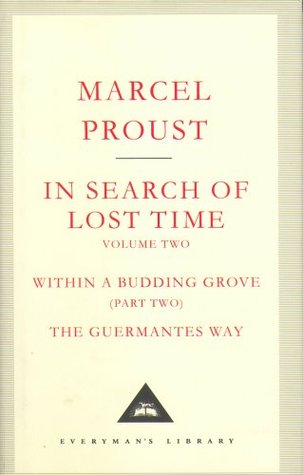 MARCEL
PROUST
IN SEARCH OF
LOST TIME
VOLUME TWO
WITHIN A BUDDING GROVE
(PART TWO)
THE GUERMANTES WAY
EVERYMAN'S LIBRARY